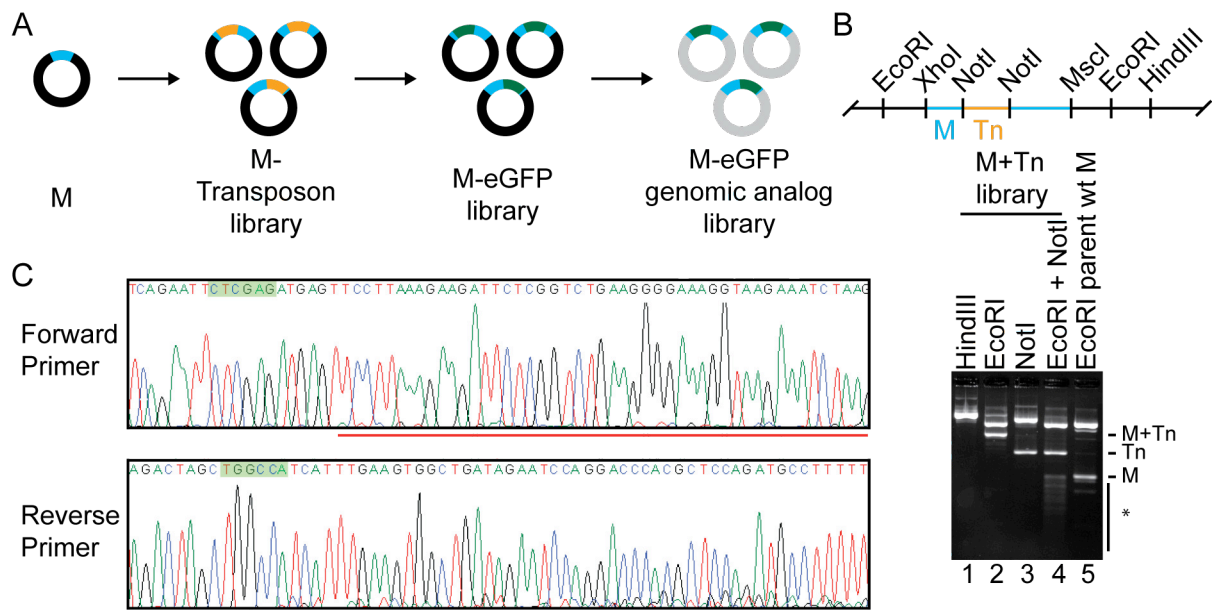 A
M
M-
Transposon
library
M-eGFP
library
M-eGFP
genomic analog
library
B
EcoRI
XhoI
NotI
NotI
MscI
EcoRI
HindIII
M
Tn
M+Tn
library
HindIII
EcoRI
NotI
EcoRI + NotI
EcoRI parent wt M
M+Tn
Tn
M
*
1 2 3 4 5
C
Forward
Primer
TCAGAATTCTCGAGATGAGTTCCTTAAAGAAGATTCTCGGTCTGAAGGGGAAAGGTAAGAAATCTAAG
Reverse
Primer
AGACTAGCTGGCCATCATTTGAAGTGGCTGATAGAATCCAGGACCCACGCTCCAGATGCCTTTTT